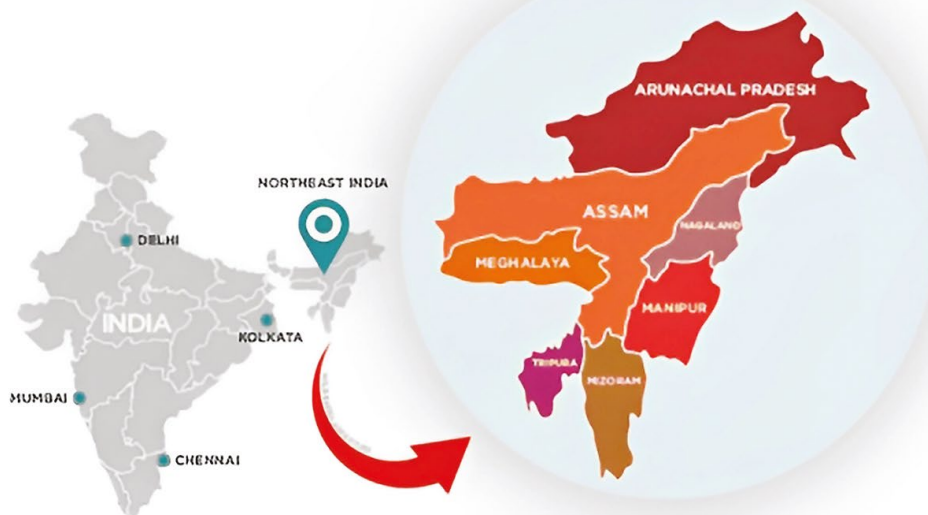 NORTHEAST INDIA
DELHI
INDIA
KOLKATA
MUMBAI
CHENNAI
ARUNACHAL PRADESH
ASSAM
NAGALAND
MEGHALAYA
MANIPUR
TRIPURA
MIZORAM